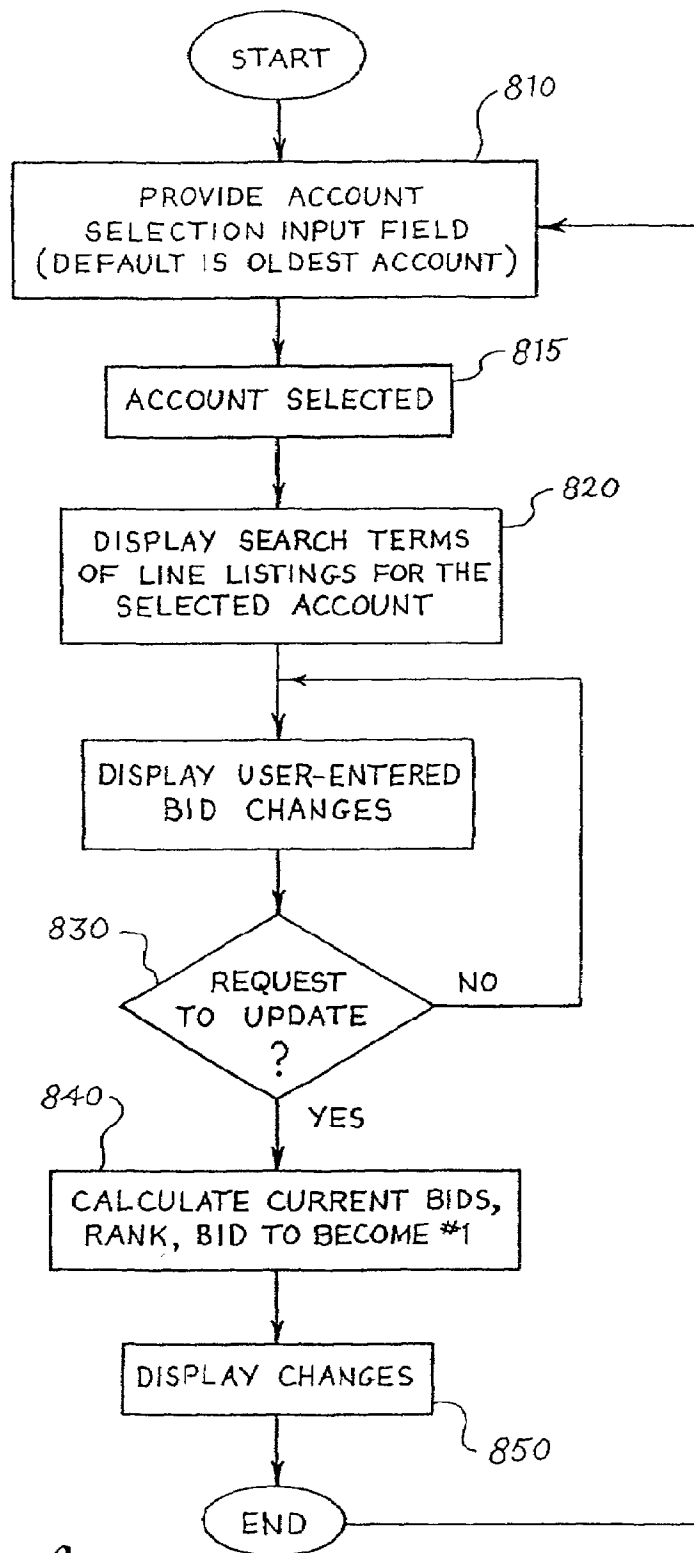 START
810
PROVIDE ACCOUNT
SELECTION INPUT FIELD
(DEFAULT IS OLDEST ACCOUNT)
815
ACCOUNT SELECTED
820
DISPLAY SEARCH TERMS
OF LINE LISTINGS FOR THE
SELECTED ACCOUNT
DISPLAY USER-ENTERED
BID CHANGES
830
REQUEST
TO UPDATE
?
NO
YES
840
CALCULATE CURRENT BIDS,
RANK, BID TO BECOME #1
DISPLAY CHANGES
850
END